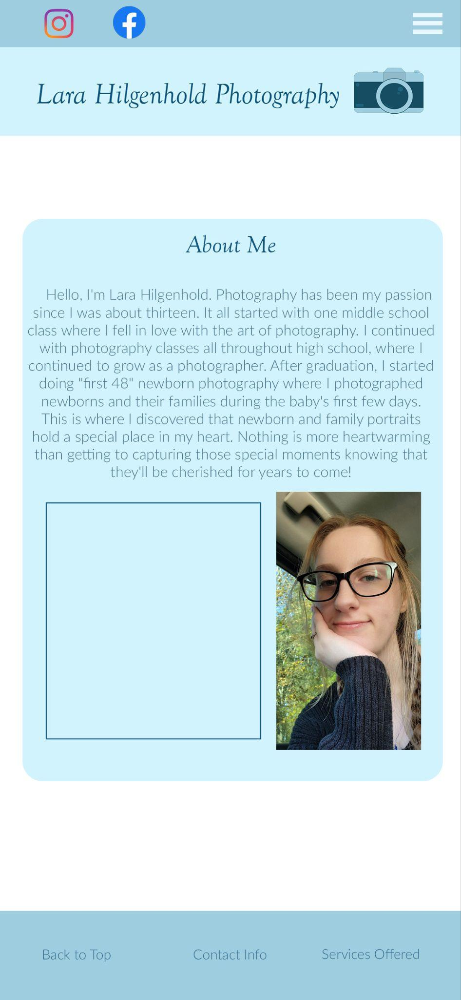 Lara Hilgenhold Photography
About Me
Hello, I'm Lara Hilgenhold. Photography has been my passion
since I was about thirteen. It all started with one middle school
class where I fell in love with the art of photography. I continued
with photography classes all throughout high school, where I
continued to grow as a photographer. After graduation, I started
doing "first 48" newborn photography where I photographed
newborns and their families during the baby's first few days.
This is where I discovered that newborn and family portraits
hold a special place in my heart. Nothing is more heartwarming
than getting to capturing those special moments knowing that
they'll be cherished for years to come!
Back to Top
Contact Info
Services Offered